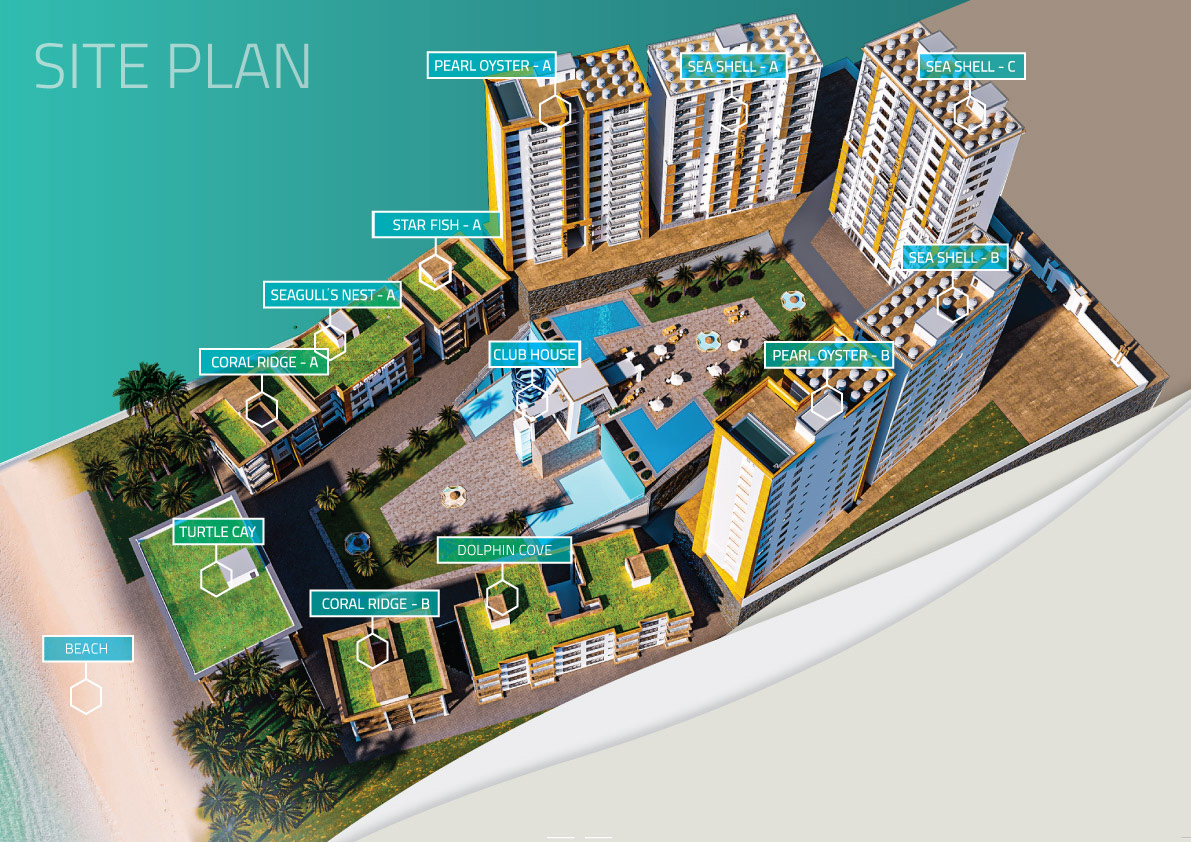 SITE PLAN
PEARL OYSTER - A
SEA SHELL - A
SEA SHELL - C
STAR FISH - A
SEA SHELL - B
SEAGULL'S NEST - A
CLUB HOUSE
PEARL OYSTER - B
CORAL RIDGE - A
TURTLE CAY
DOLPHIN COVE
CORAL RIDGE - B
BEACH